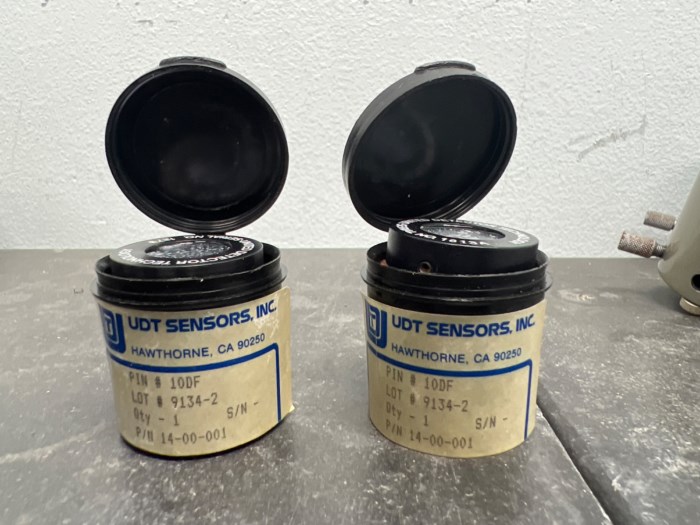 UDT SENSORS, INC.
HAWTHORNE, CA 90250
PIN # 10DF
LOT # 9134-2
Qty - 1 S/N -
P/N 14-00-001
UDT SENSORS, INC.
HAWTHORNE, CA 90250
PIN # 10DF
LOT # 9134-2
Qty - 1 S/N -
P/N 14-00-001